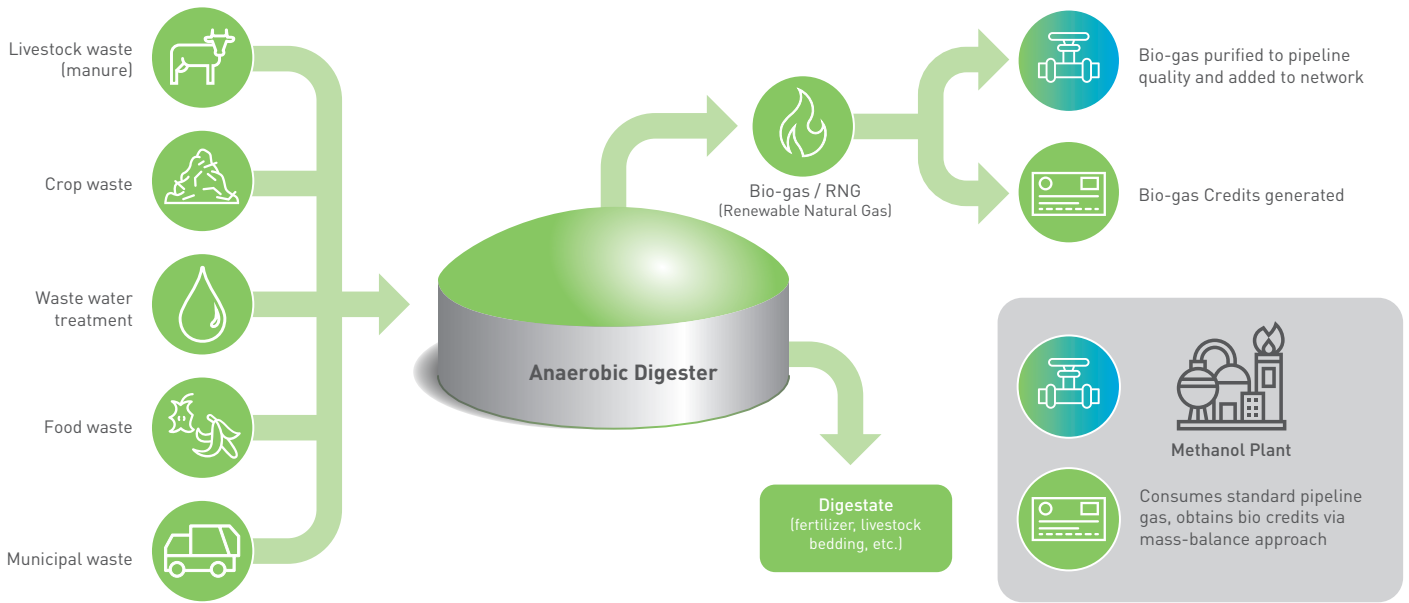 Livestock waste
(manure)
Crop waste
Waste water
treatment
Food waste
Municipal waste
Anaerobic Digester
Bio-gas / RNG
(Renewable Natural Gas)
Bio-gas purified to pipeline
quality and added to network
Bio-gas Credits generated
Digestate
(fertilizer, livestock
bedding, etc.)
Methanol Plant
Consumes standard pipeline
gas, obtains bio credits via
mass-balance approach